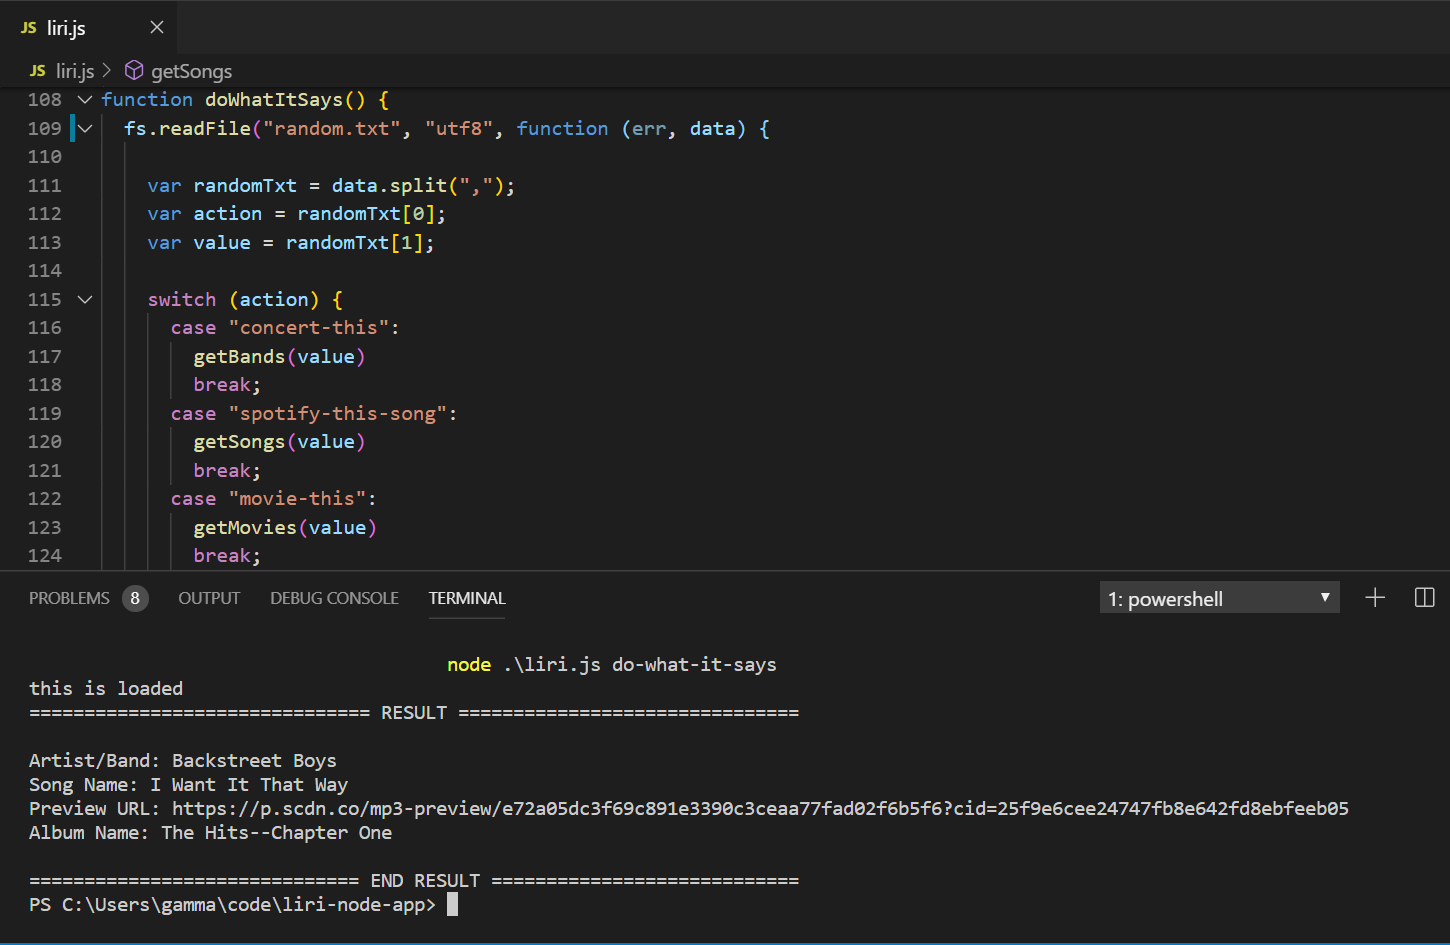 JS liri.js
JS liri.js > getSongs
108 function doWhatItSays() {
109 fs.readFile("random.txt", "utf8", function (err, data) {
110
111 var randomTxt = data.split(",");
112 var action = randomTxt[0];
113 var value = randomTxt[1];
114
115 switch (action) {
116 case "concert-this":
117 getBands(value)
118 break;
119 case "spotify-this-song":
120 getSongs(value)
121 break;
122 case "movie-this":
123 getMovies(value)
124 break;
PROBLEMS 8 OUTPUT DEBUG CONSOLE TERMINAL 1: powershell
node .\liri.js do-what-it-says
this is loaded
=============================== RESULT ===============================
Artist/Band: Backstreet Boys
Song Name: I Want It That Way
Preview URL: https://p.scdn.co/mp3-preview/e72a05dc3f69c891e3390c3ceaa77fad02f6b5f6?cid=25f9e6cee24747fb8e642fd8ebfeeb05
Album Name: The Hits--Chapter One
============================== END RESULT ============================
PS C:\Users\gamma\code\liri-node-app>